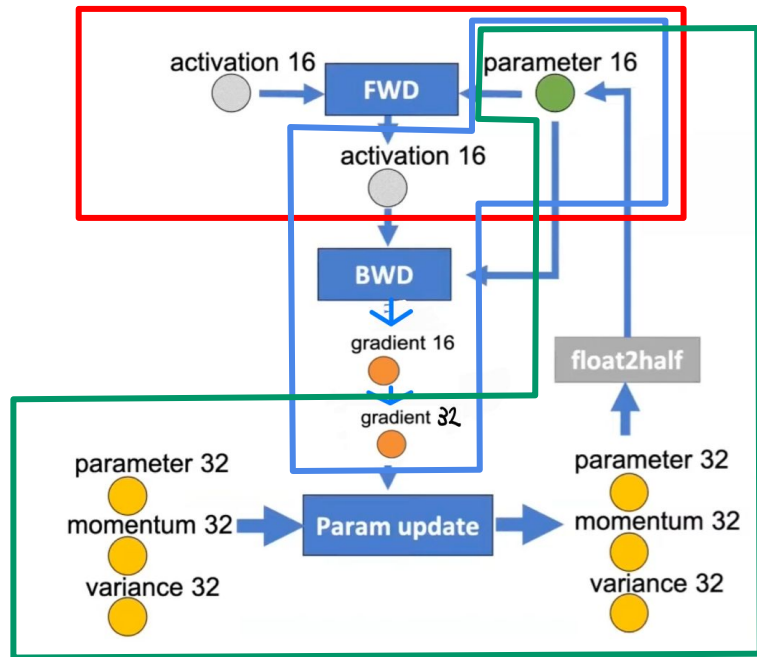 activation 16
FWD
parameter 16
activation 16
BWD
gradient 16
float2half
gradient 32
parameter 32
momentum 32
variance 32
Param update
parameter 32
momentum 32
variance 32